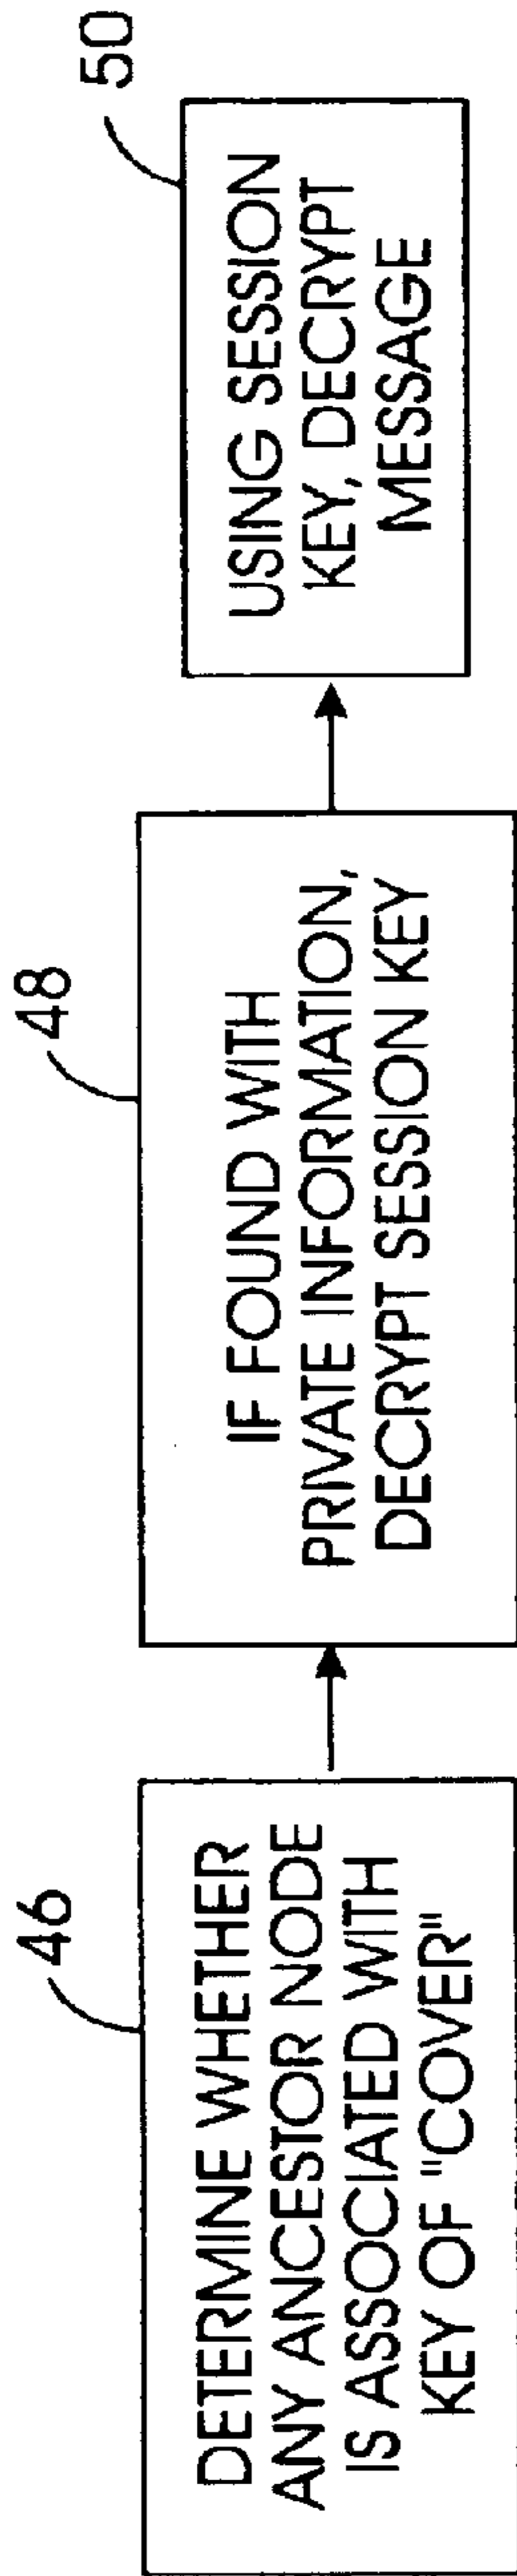 46
DETERMINE WHETHER
ANY ANCESTOR NODE
IS ASSOCIATED WITH
KEY OF "COVER"
48
IF FOUND WITH
PRIVATE INFORMATION,
DECRYPT SESSION KEY
50
USING SESSION
KEY, DECRYPT
MESSAGE